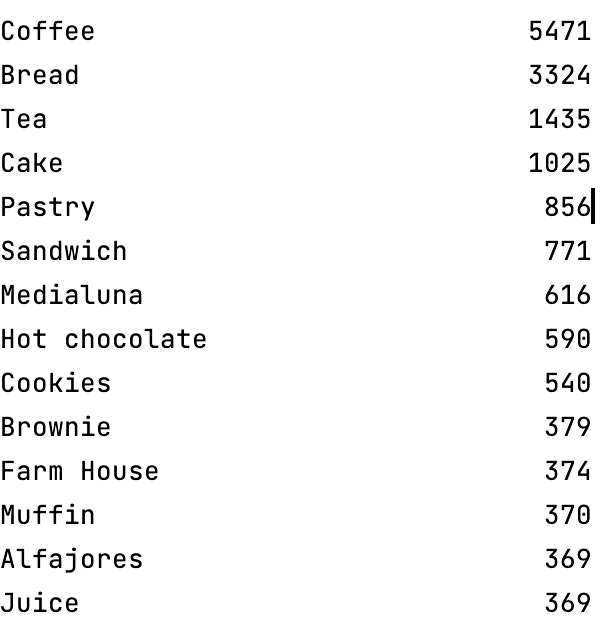 Coffee 5471
Bread 3324
Tea 1435
Cake 1025
Pastry 856
Sandwich 771
Medialuna 616
Hot chocolate 590
Cookies 540
Brownie 379
Farm House 374
Muffin 370
Alfajores 369
Juice 369